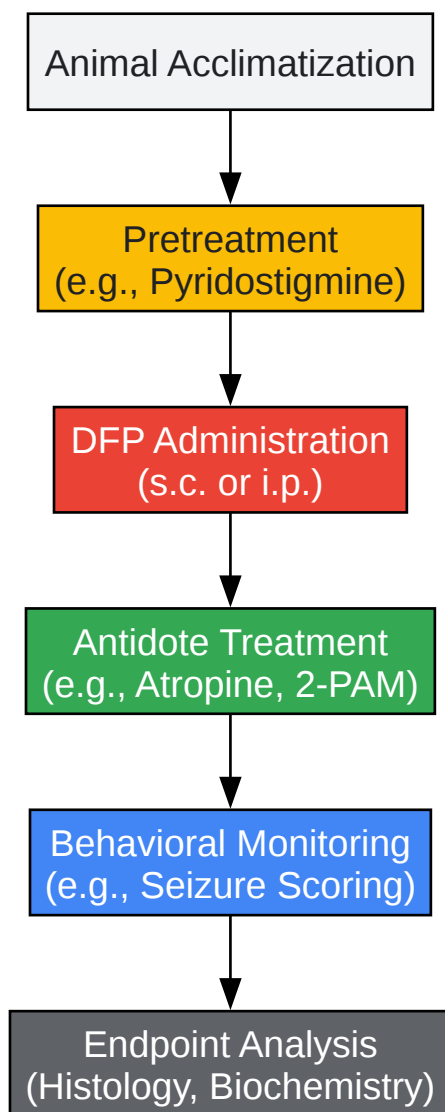 Animal Acclimatization
Pretreatment
(e.g., Pyridostigmine)
DFP Administration
(s.c. or i.p.)
Antidote Treatment
(e.g., Atropine, 2-PAM)
Behavioral Monitoring
(e.g., Seizure Scoring)
Endpoint Analysis
(Histology, Biochemistry)